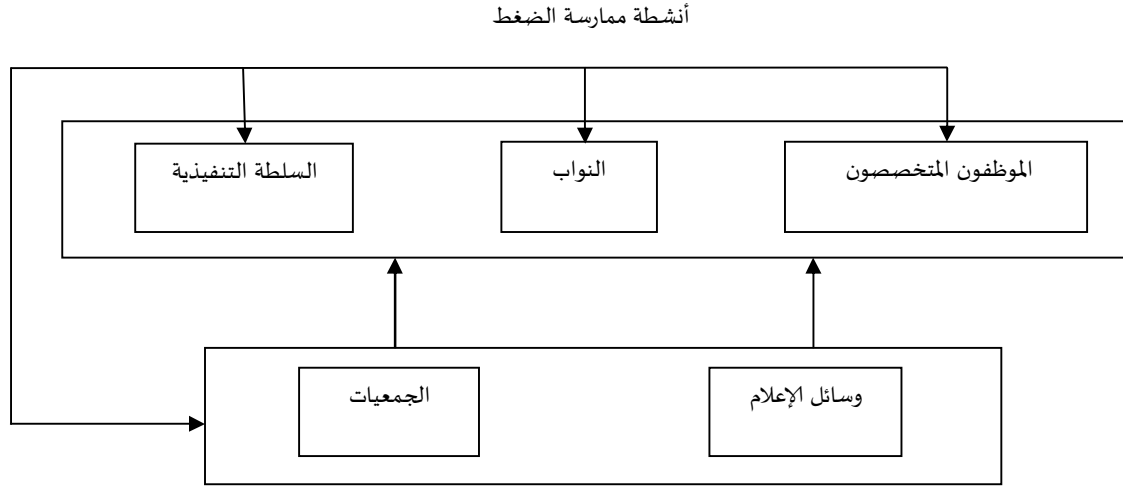 أنشطة ممارسة الضغط
الموظفون المتخصصون
النواب
السلطة التنفيذية
وسائل الإعلام
الجمعيات